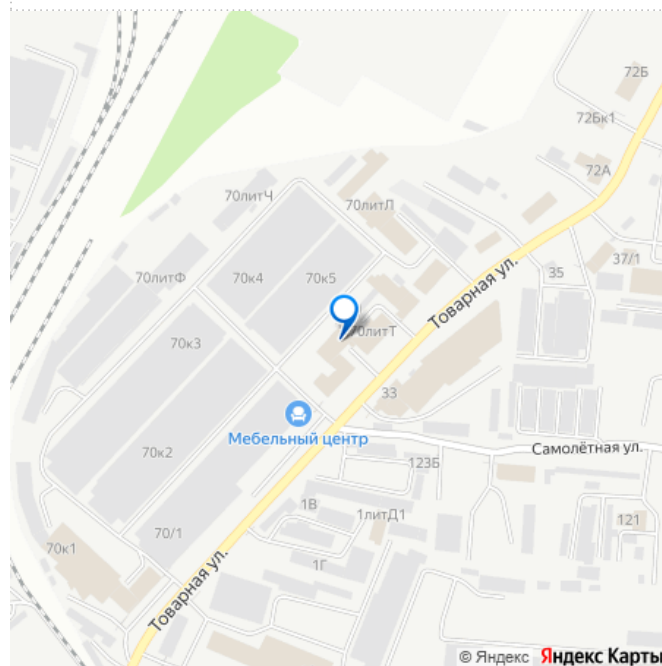 72Б
72Бк1
72А
70литЧ
70литЛ
37/1
35
70литФ
70к4
70к5
Товарная ул.
70литТ
70к3
33
Мебельный центр
Самолётная ул.
70к2
123Б
1В
1литД1
121
70/1
70к1
1Г
Товарная ул.
© Яндекс Яндекс Карты